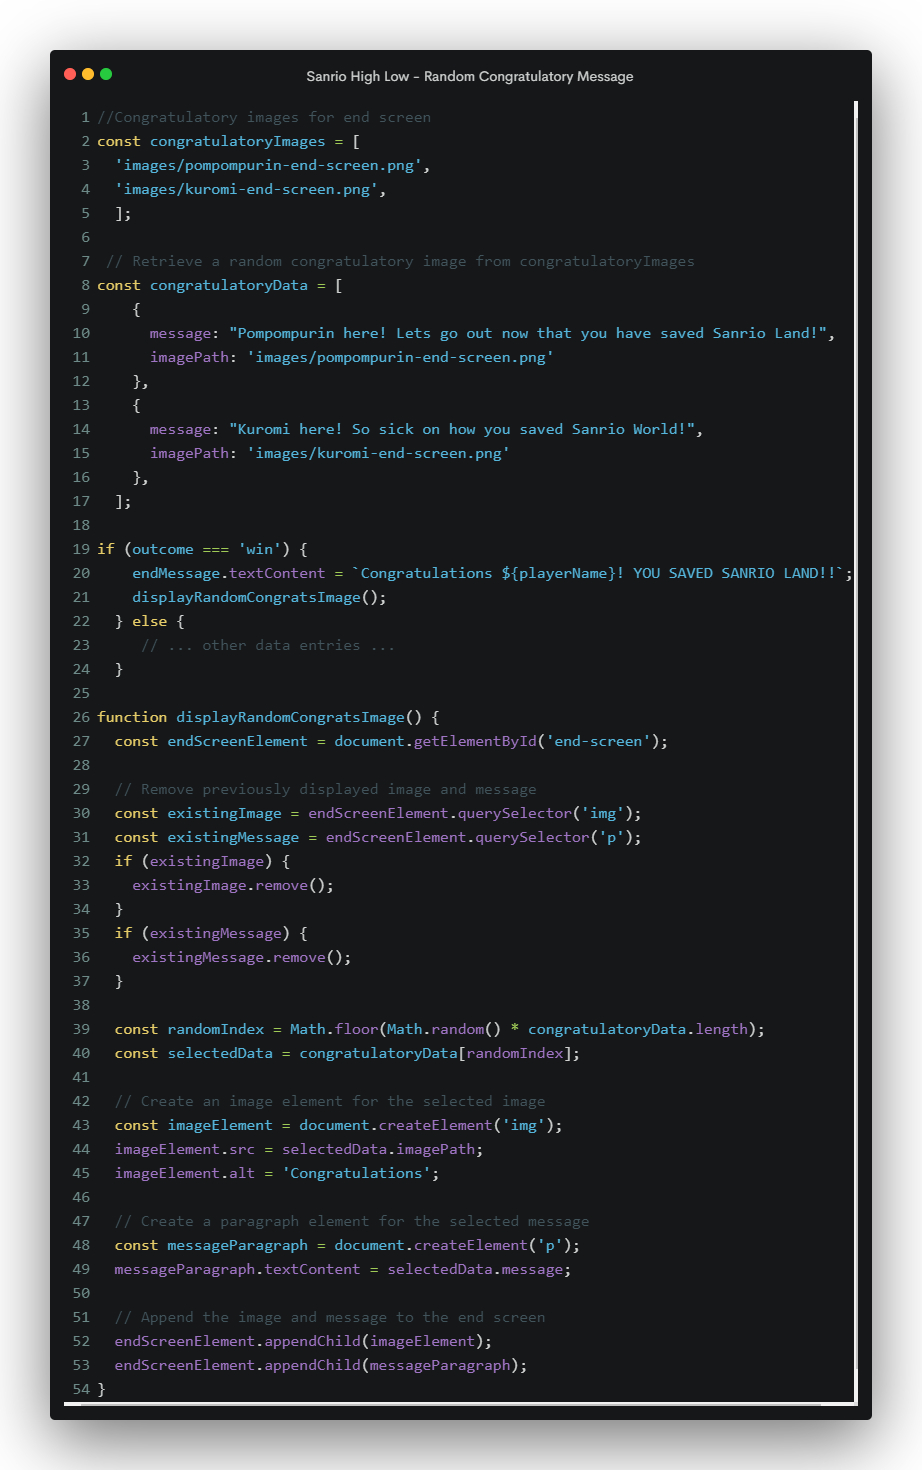 Sanrio High Low - Random Congratulatory Message
1 //Congratulatory images for end screen
2 const congratulatoryImages = [
3   'images/pompompurin-end-screen.png',
4   'images/kuromi-end-screen.png',
5   ];
6
7  // Retrieve a random congratulatory image from congratulatoryImages
8 const congratulatoryData = [
9     {
10       message: "Pompompurin here! Lets go out now that you have saved Sanrio Land!",
11       imagePath: 'images/pompompurin-end-screen.png'
12     },
13     {
14       message: "Kuromi here! So sick on how you saved Sanrio World!",
15       imagePath: 'images/kuromi-end-screen.png'
16     },
17   ];
18
19 if (outcome === 'win') {
20     endMessage.textContent = `Congratulations ${playerName}! YOU SAVED SANRIO LAND!!`;
21     displayRandomCongratsImage();
22   } else {
23      // ... other data entries ...
24   }
25
26 function displayRandomCongratsImage() {
27   const endScreenElement = document.getElementById('end-screen');
28
29   // Remove previously displayed image and message
30   const existingImage = endScreenElement.querySelector('img');
31   const existingMessage = endScreenElement.querySelector('p');
32   if (existingImage) {
33     existingImage.remove();
34   }
35   if (existingMessage) {
36     existingMessage.remove();
37   }
38
39   const randomIndex = Math.floor(Math.random() * congratulatoryData.length);
40   const selectedData = congratulatoryData[randomIndex];
41
42   // Create an image element for the selected image
43   const imageElement = document.createElement('img');
44   imageElement.src = selectedData.imagePath;
45   imageElement.alt = 'Congratulations';
46
47   // Create a paragraph element for the selected message
48   const messageParagraph = document.createElement('p');
49   messageParagraph.textContent = selectedData.message;
50
51   // Append the image and message to the end screen
52   endScreenElement.appendChild(imageElement);
53   endScreenElement.appendChild(messageParagraph);
54 }